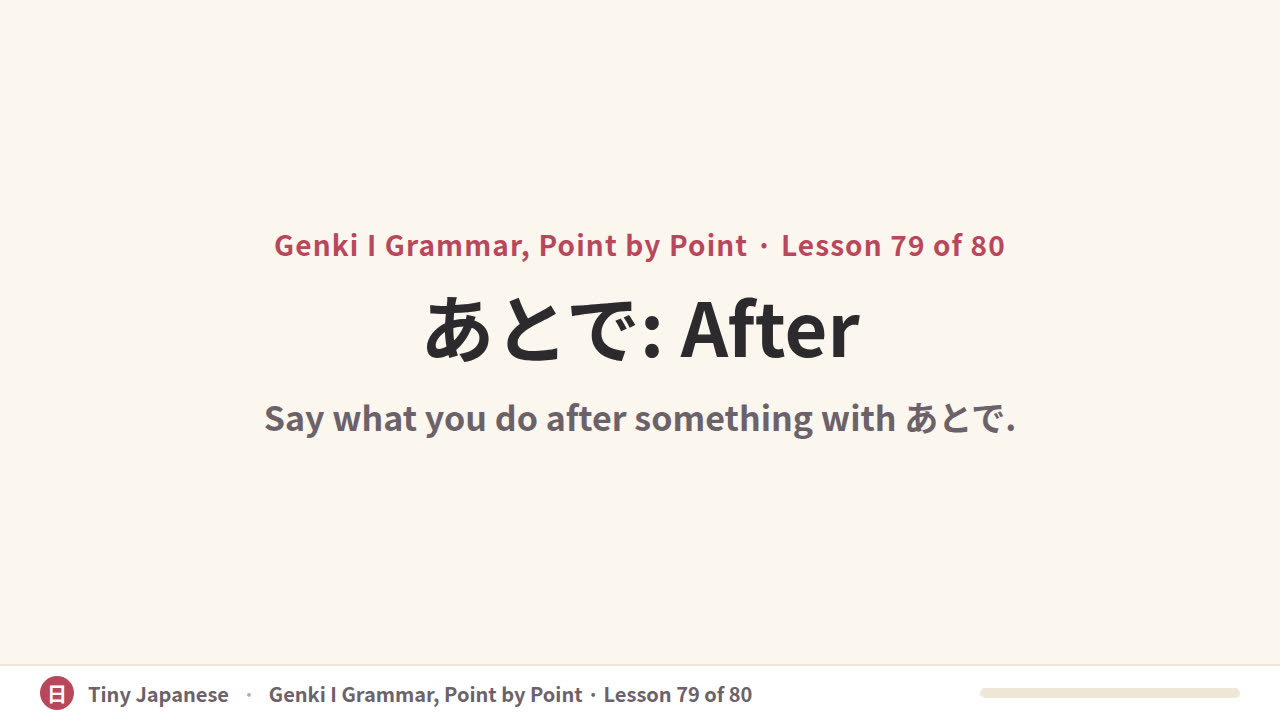 Genki I Grammar, Point by Point · Lesson 79 of 80
あとで: After
Say what you do after something with あとで.
日 Tiny Japanese · Genki I Grammar, Point by Point · Lesson 79 of 80